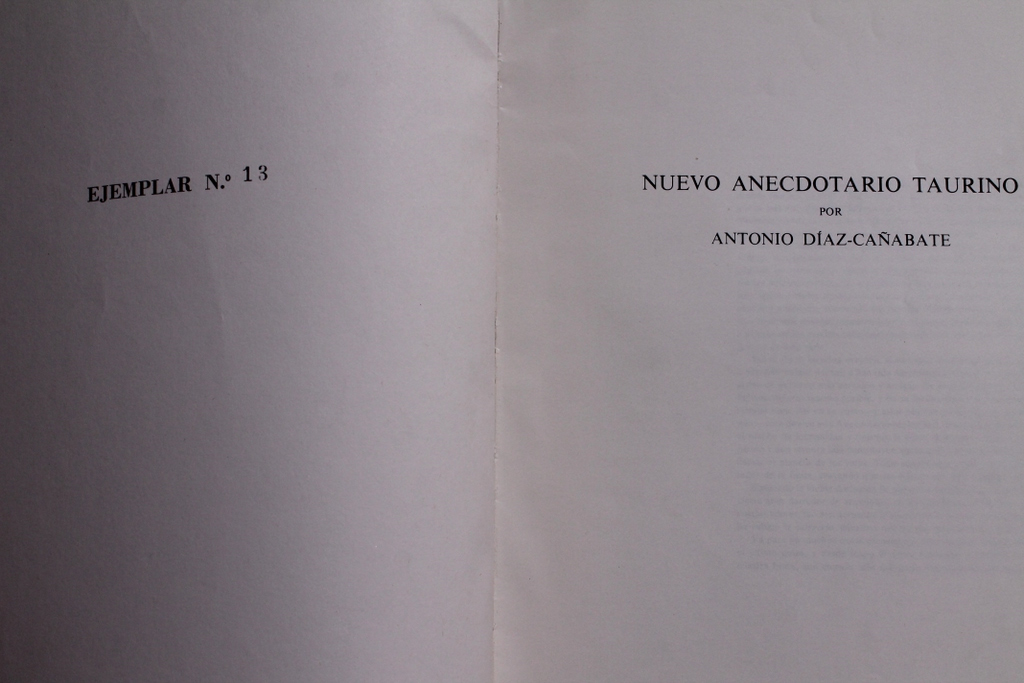 EJEMPLAR N.º 13
NUEVO ANECDOTARIO TAURINO
POR
ANTONIO DÍAZ-CAÑABATE